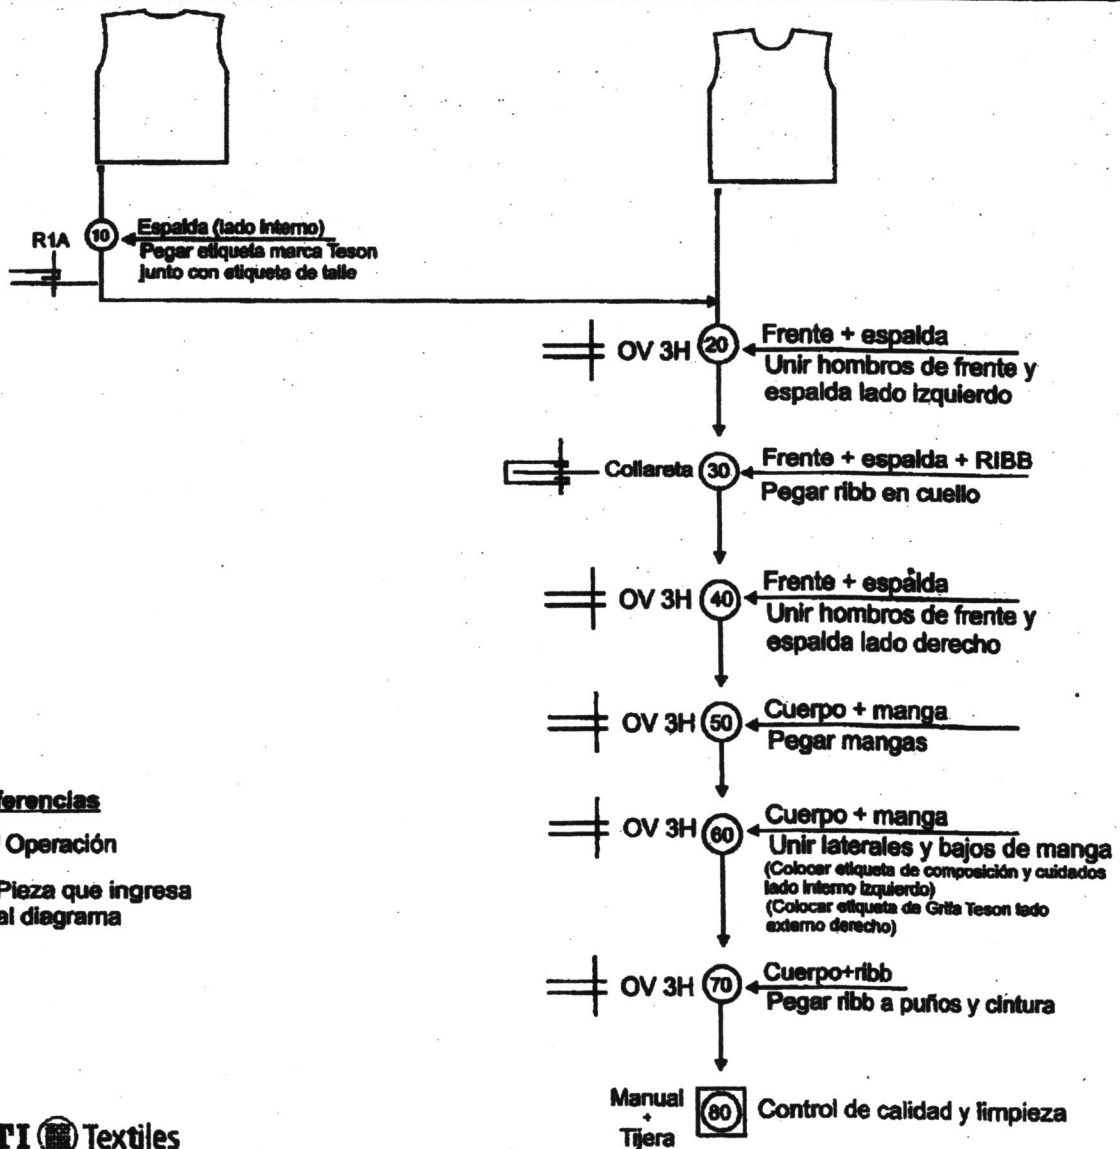 R1A
10
Espalda (lado interno)
Pegar etiqueta marca Teson
junto con etiqueta de talle
OV 3H
20
Frente + espalda
Unir hombros de frente y
espalda lado izquierdo
Collareta
30
Frente + espalda + RIBB
Pegar ribb en cuello
OV 3H
40
Frente + espalda
Unir hombros de frente y
espalda lado derecho
OV 3H
50
Cuerpo + manga
Pegar mangas
OV 3H
60
Cuerpo + manga
Unir laterales y bajos de manga
(Colocar etiqueta de composición y cuidados
lado interno izquierdo)
(Colocar etiqueta de Grifa Teson lado
externo derecho)
OV 3H
70
Cuerpo+ribb
Pegar ribb a puños y cintura
Manual
+
Tijera
80
Control de calidad y limpieza
ferencias
Operación
Pieza que ingresa
al diagrama
TI Textiles